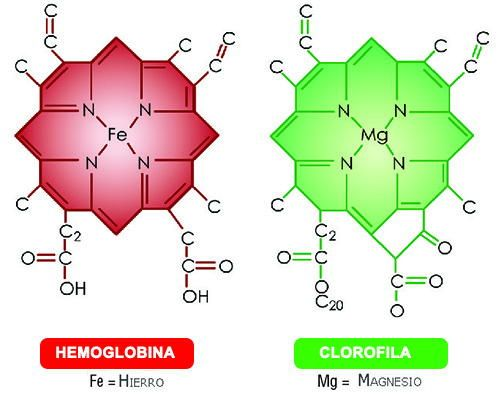 C C
C C
C C
C C
N N
Fe
N N
C C
C₂ C
O C C O
OH OH
C C
C C
C C
C C
N N
Mg
N N
C C
C₂ O
O C C O
O O
C₂₀
HEMOGLOBINA
Fe = HIERRO
CLOROFILA
Mg = MAGNESIO